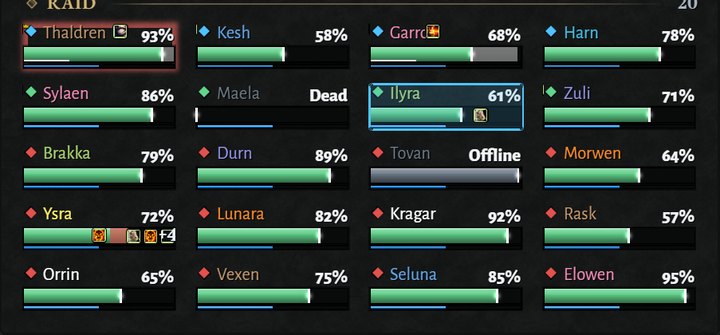 RAID 20
Thaldren 93% Kesh 58% Garro 68% Harn 78%
Sylaen 86% Maela Dead Ilyra 61% Zuli 71%
Brakka 79% Durn 89% Tovan Offline Morwen 64%
Ysra 72% Lunara 82% Kragar 92% Rask 57%
+4
Orrin 65% Vexen 75% Seluna 85% Elowen 95%